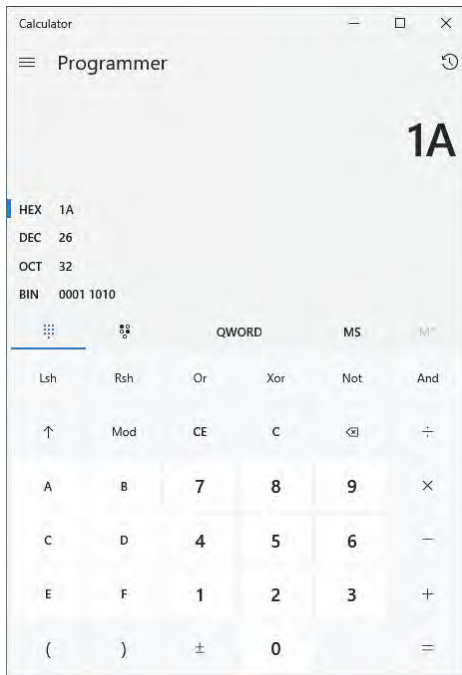 Calculator
Programmer
1A
HEX 1A
DEC 26
OCT 32
BIN 0001 1010
QWORD MS M˅
Lsh Rsh Or Xor Not And
↑ Mod CE C ⌫ ÷
A B 7 8 9 ×
C D 4 5 6 −
E F 1 2 3 +
( ) ± 0 =